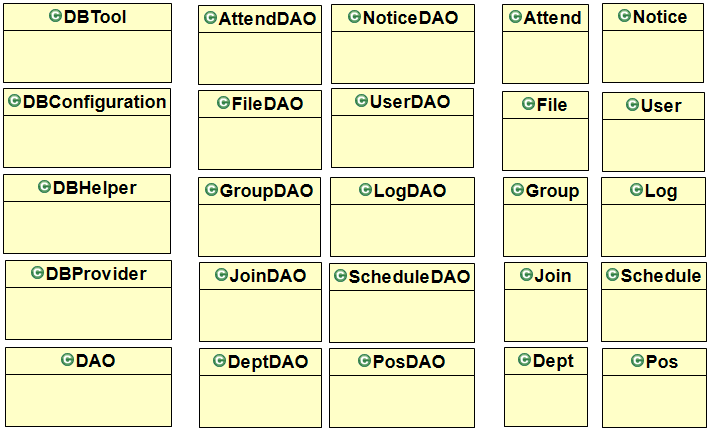 DBTool
AttendDAO
NoticeDAO
Attend
Notice
DBConfiguration
FileDAO
UserDAO
File
User
DBHelper
GroupDAO
LogDAO
Group
Log
DBProvider
JoinDAO
ScheduleDAO
Join
Schedule
DAO
DeptDAO
PosDAO
Dept
Pos